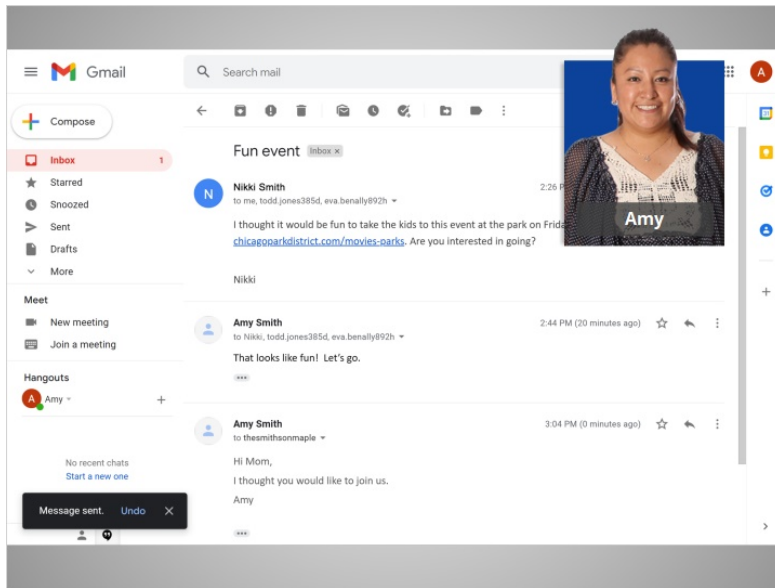 Gmail
Search mail
A
Compose
Inbox 1
Starred
Snoozed
Sent
Drafts
More
Meet
New meeting
Join a meeting
Hangouts
A Amy
No recent chats
Start a new one
Message sent. Undo
Fun event Inbox x
N
Nikki Smith 2:26
to me, todd.jones385d, eva.benally892h
I thought it would be fun to take the kids to this event at the park on
chicagoparkdistrict.com/movies-parks. Are you interested in going?
Nikki
Amy Smith 2:44 PM (20 minutes ago)
to Nikki, todd.jones385d, eva.benally892h
That looks like fun! Let's go.
Amy Smith 3:04 PM (0 minutes ago)
to thesmithsonmaple
Hi Mom,
I thought you would like to join us.
Amy
Amy